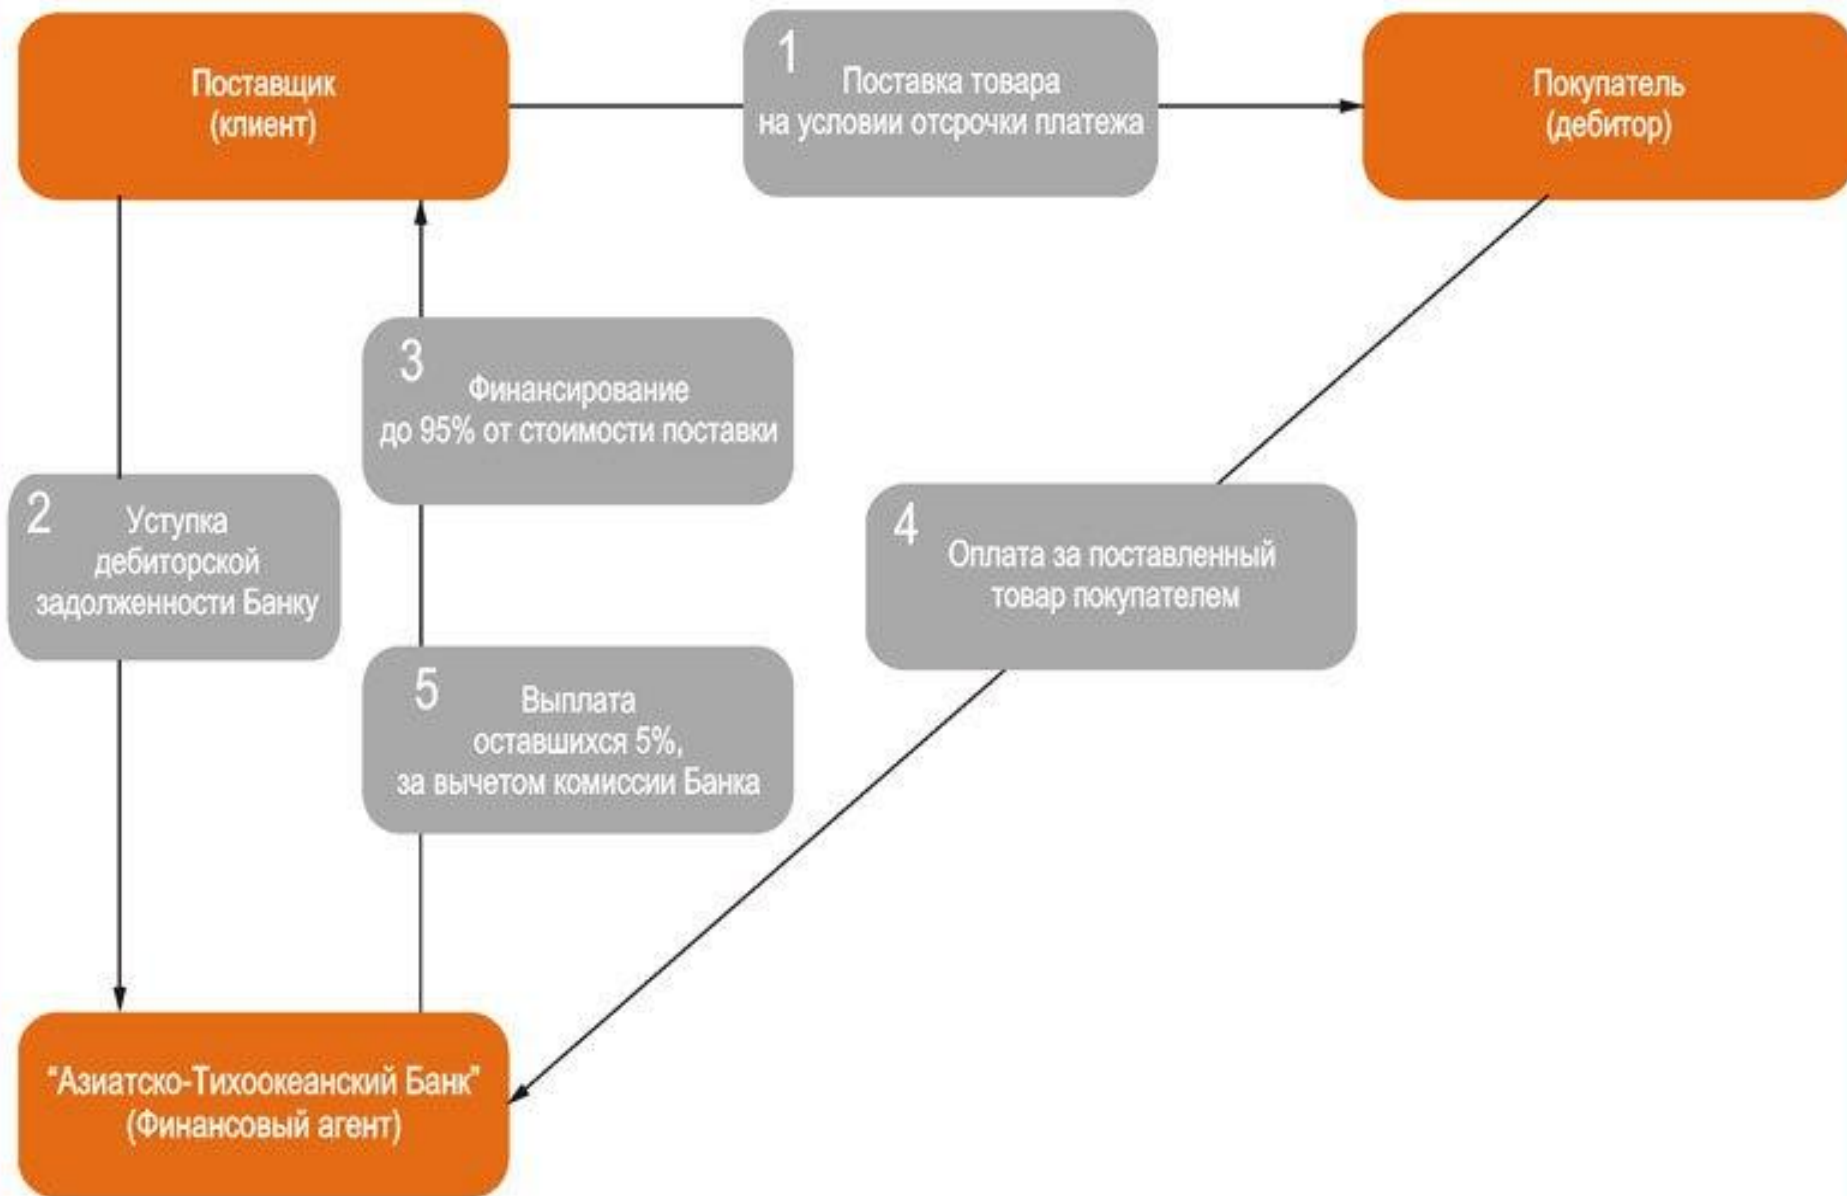 Поставщик
(клиент)
1
Поставка товара
на условии отсрочки платежа
Покупатель
(дебитор)
2
Уступка
дебиторской
задолженности Банку
3
Финансирование
до 95% от стоимости поставки
4
Оплата за поставленный
товар покупателем
5
Выплата
оставшихся 5%,
за вычетом комиссии Банка
“Азиатско-Тихоокеанский Банк”
(Финансовый агент)